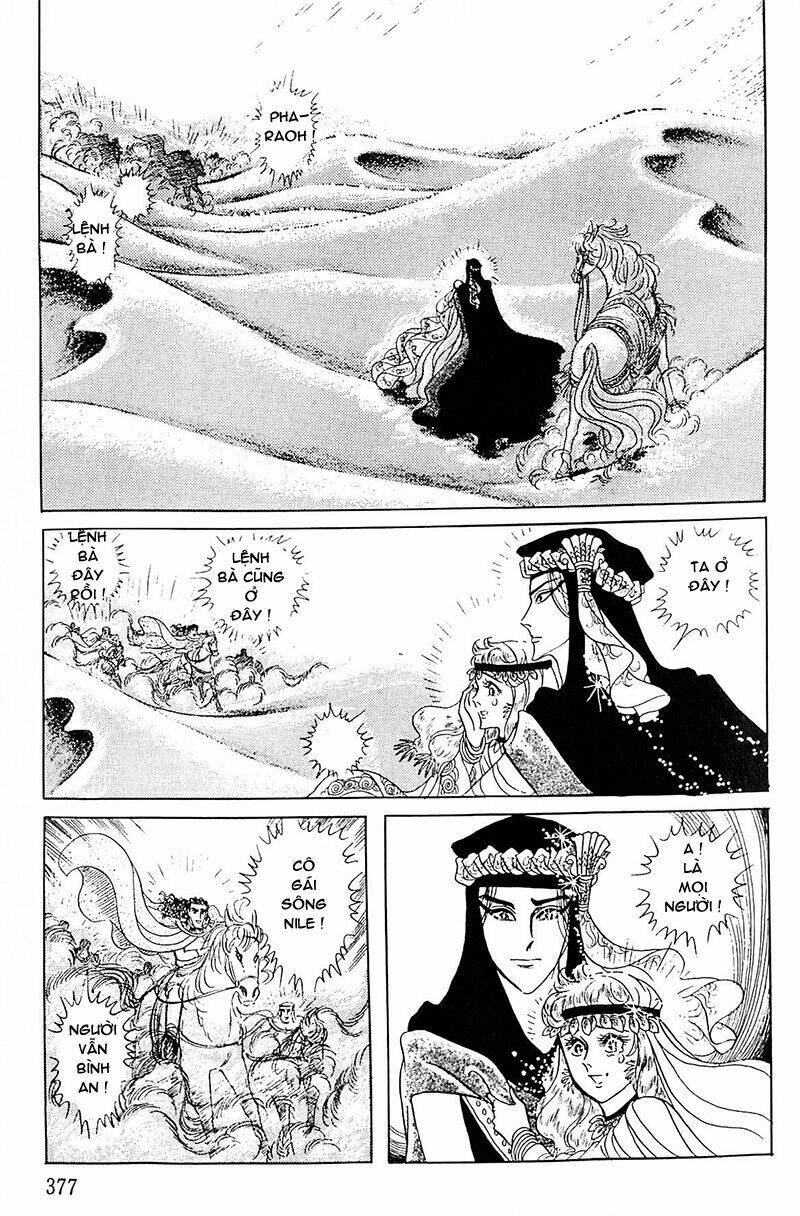 PHA-
RAOH !
LỆNH
BÀ !
LỆNH
BÀ
ĐÂY
RỒI !
LỆNH
BÀ CŨNG
Ở
ĐÂY !
TA Ở
ĐÂY !
CÔ
GÁI
SÔNG
NILE !
NGƯỜI
VẪN
BÌNH
AN !
A !
LÀ
MỌI
NGƯỜI !
377